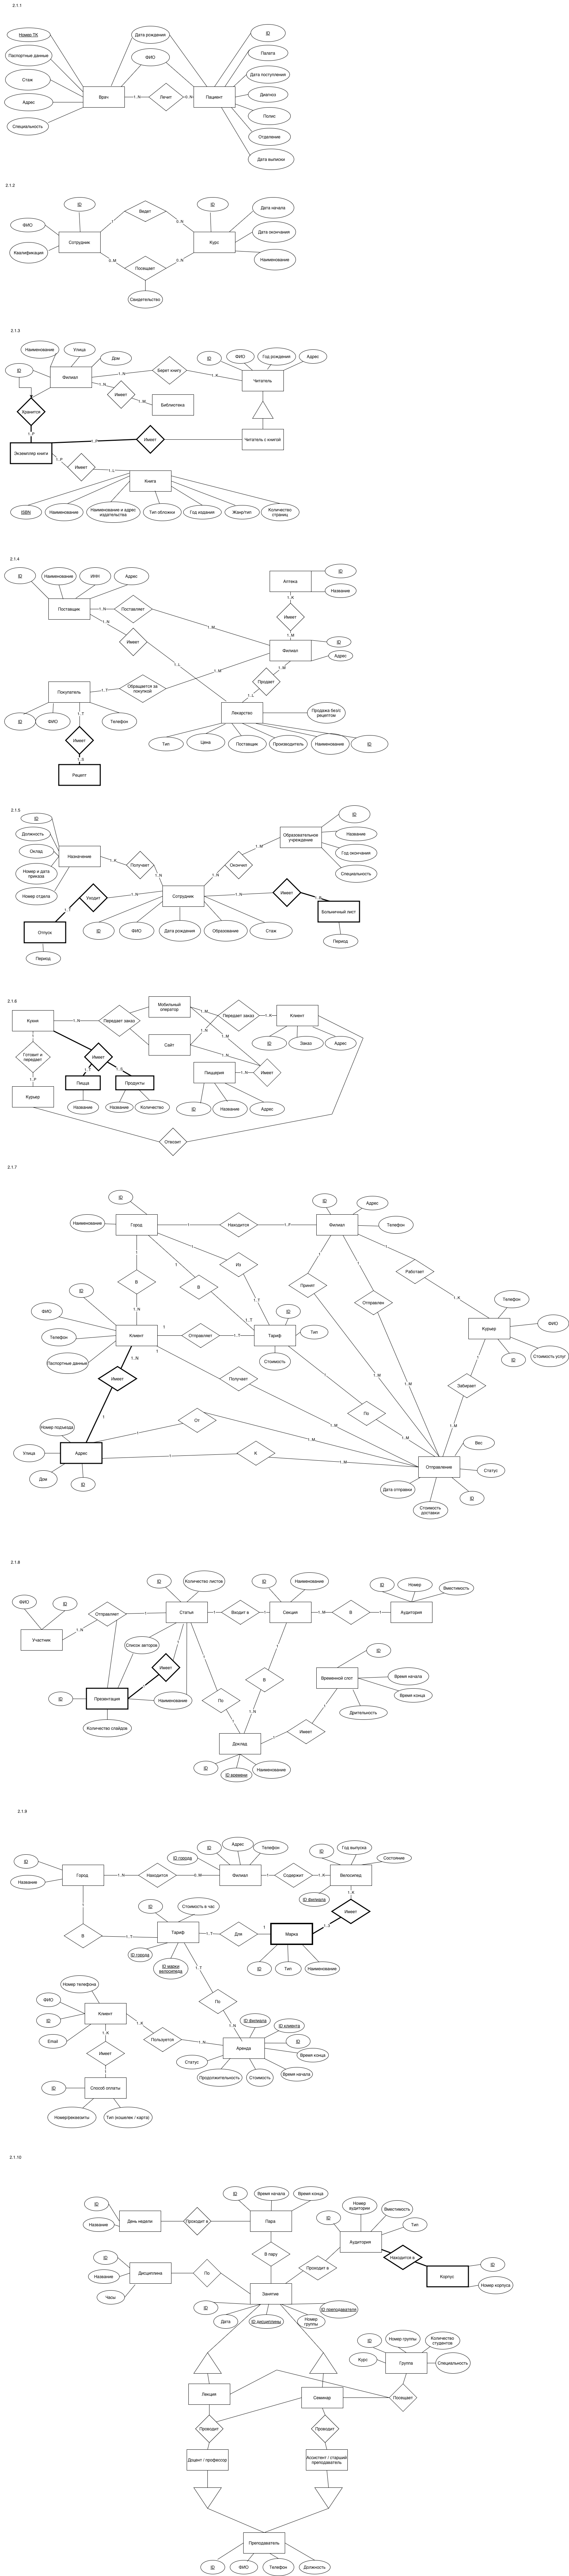 2.1.1
Номер ТК
Дата рождения
ID
Паспортные данные
ФИО
Палата
Стаж
Дата поступления
Врач
1..N
Лечит
0..N
Пациент
Диагноз
Адрес
Полис
Специальность
Отделение
Дата выписки
2.1.2
ID
Ведет
ID
Дата начала
ФИО
1
0..N
Сотрудник
Курс
Дата окончания
Квалификация
0..M
Посещает
0..N
Наименование
Свидетельство
2.1.3
Наименование
Улица
Дом
ID
ФИО
Год рождения
Адрес
ID
Филиал
1..N
Берет книгу
1..K
Читатель
1..N
Имеет
1..M
Библиотека
Хранится
1..P
Экземпляр книги
1..P
Имеет
Читатель с книгой
1..P
Имеет
1..L
Книга
ISBN
Наименование
Наименование и адрес
издательства
Тип обложки
Год издания
Жанр/тип
Количество
страниц
2.1.4
ID
Наименование
ИНН
Адрес
Аптека
ID
Название
Поставщик
1..N
Поставляет
1..K
Имеет
1..N
1..M
1..M
Имеет
Филиал
ID
Адрес
1..L
1..M
1..M
Покупатель
1..T
Обращается за
покупкой
Продает
1..L
ID
ФИО
Телефон
1..T
Лекарство
Продажа без/с
рецептом
Имеет
Тип
Цена
Поставщик
Производитель
Наименование
ID
1..S
Рецепт
2.1.5
ID
Должность
Оклад
Номер и дата
приказа
Номер отдела
Назначение
1..K
Получает
1..N
Окончил
1..M
1..N
Образовательное
учреждение
ID
Название
Год окончания
Специальность
Уходит
1..N
Сотрудник
1..N
Имеет
1..T
Отпуск
Больничный лист
ID
ФИО
Дата рождения
Образование
Стаж
Период
Период
2.1.6
Кухни
1..N
Передает заказ
Мобильный
оператор
1..M
Передает заказ
1..K
Клиент
1..N
1..M
Сайт
1..N
ID
Заказ
Адрес
Готовит и
передает
Имеет
1..T
1..S
Пиццерия
1..N
Имеет
Пицца
Продукты
1..P
Курьер
Название
Название
Количество
ID
Название
Адрес
Отвозит
2.1.7
ID
Наименование
Город
1
Находится
1..F
Филиал
ID
Адрес
Телефон
Из
Работает
В
В
Принят
Отправлен
1..K
1..N
1..T
1..T
Курьер
Телефон
ФИО
ID
Стоимость услуг
ID
ФИО
Телефон
Паспортные данные
Клиент
1
Отправляет
1..T
Тариф
ID
Тип
Стоимость
1..N
Имеет
1
Получает
Забирает
1..M
1..M
1..M
Номер подъезда
От
По
1..M
1..M
1..M
Улица
Адрес
1
К
1..M
Отправления
Вес
Статус
Дом
ID
Дата отправки
Стоимость
доставки
ID
2.1.8
ФИО
ID
ID
Количество листов
ID
Наименование
ID
Номер
Вместимость
Отправляет
1
Статья
1
Входит в
1
Секция
1..M
В
1
Аудитория
1..N
Участник
Список авторов
Имеет
ID
Презентация
Наименование
Количество слайдов
По
В
Временной слот
ID
Время начала
Время конца
Длительность
1..N
Доклад
Имеет
ID
ID времени
Наименование
2.1.9
ID
Название
Город
1..N
Находится
0..M
Филиал
ID города
ID
Адрес
Телефон
1
Содержит
1..K
Велосипед
ID
Год выпуска
Состояние
ID филиала
1..K
Имеет
В
1..T
Тариф
ID
Стоимость в час
1..T
Для
1
Марка
ID города
ID марки
велосипеда
ID
Тип
Наименование
1..T
По
Номер телефона
ФИО
ID
Email
Клиент
1..K
1..K
Пользуется
1..N
1..N
Аренда
ID филиала
ID клиента
ID
Время конца
Время начала
Стоимость
Продолжительность
Статус
Имеет
ID
Способ оплаты
Номер/реквизиты
Тип (кошелек / карта)
2.1.10
ID
Название
День недели
Проходит в
Пара
ID
Время начала
Время конца
Номер
аудитории
Вместимость
ID
Тип
Аудитория
В пару
Находится в
Корпус
ID
Номер корпуса
ID
Название
Часы
Дисциплина
По
Проходит в
Занятие
ID
Дата
ID дисциплины
Номер
группы
ID преподавателя
ID
Номер группы
Количество
студентов
Курс
Группа
Специальность
Лекция
Семинар
Посещает
Проводит
Проводит
Доцент / профессор
Ассистент / старший
преподаватель
Преподаватель
ID
ФИО
Телефон
Должность